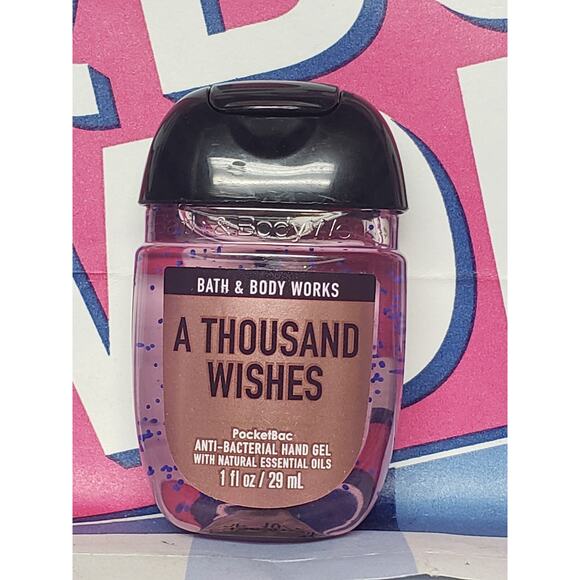 & Body
BATH & BODY WORKS
A THOUSAND
WISHES
PocketBac
ANTI-BACTERIAL HAND GEL
WITH NATURAL ESSENTIAL OILS
1 fl oz / 29 mL